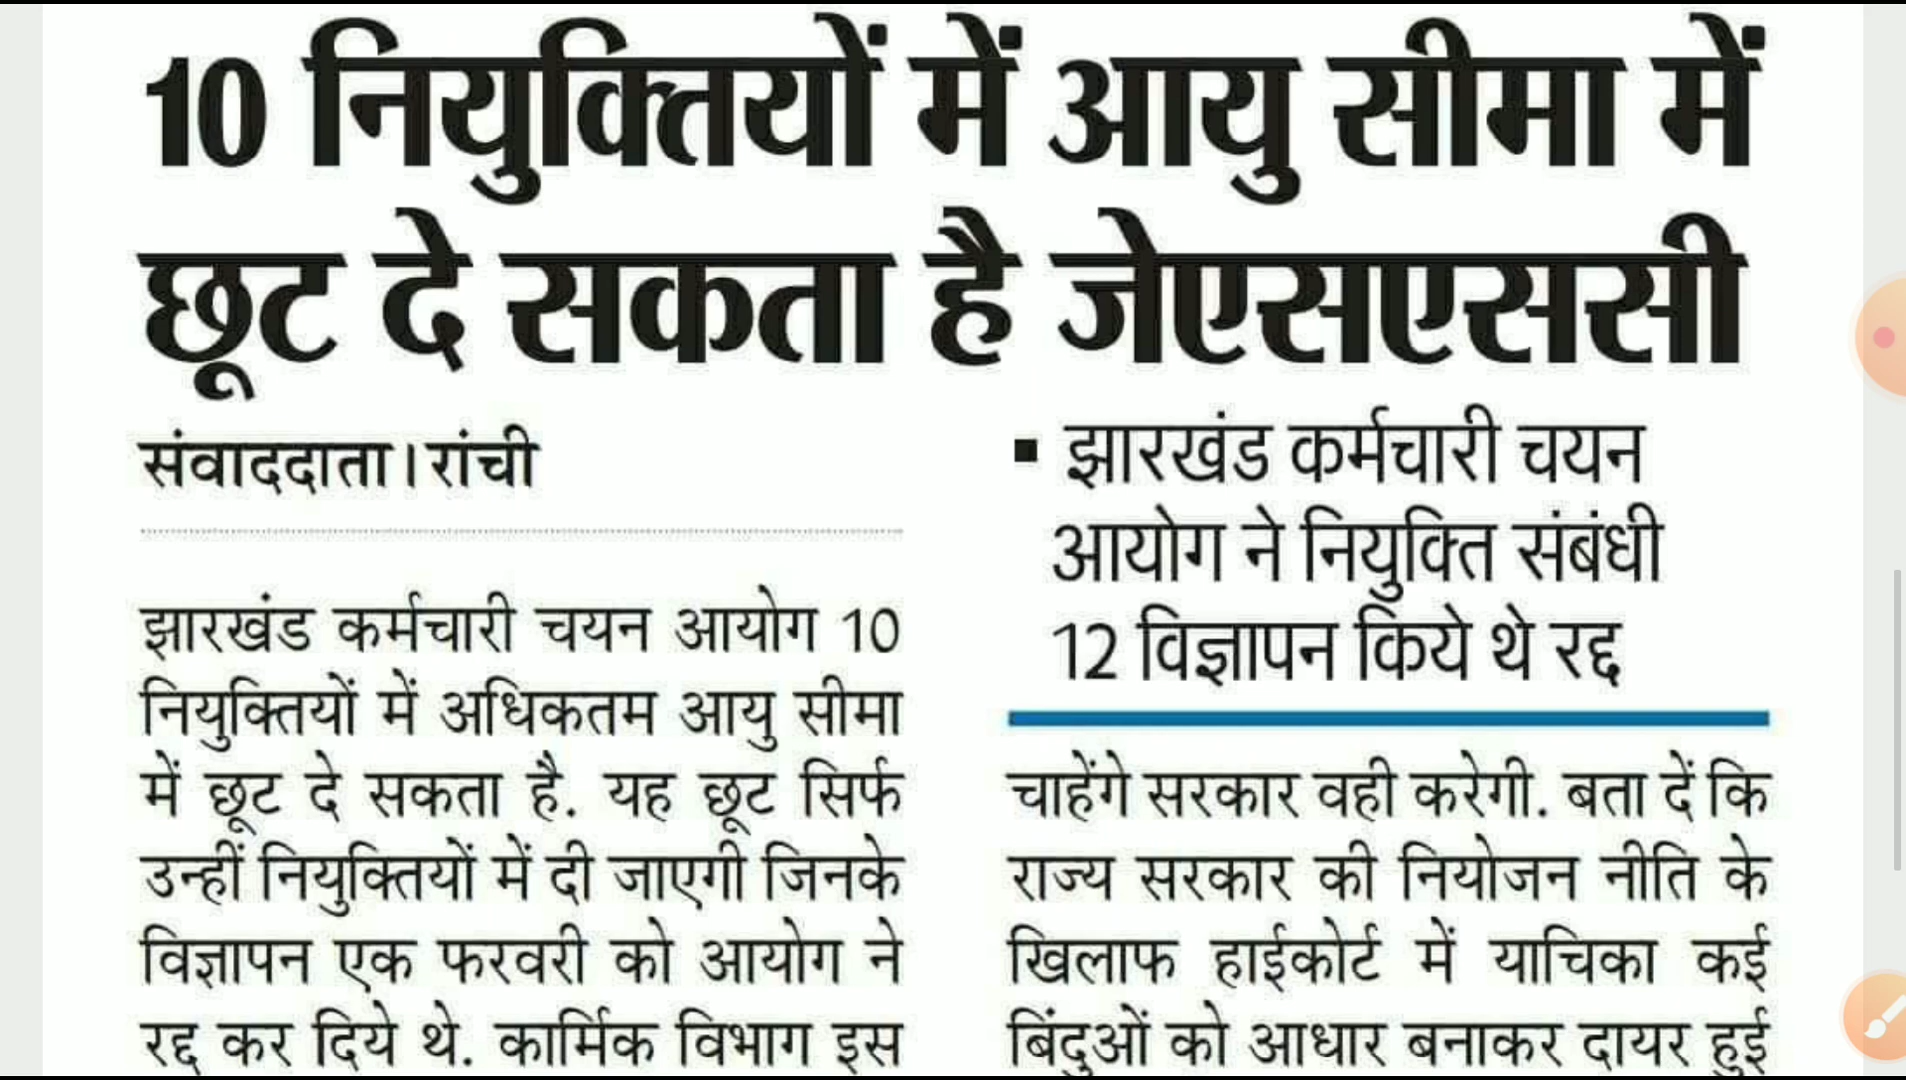 10 नियुक्तियों में आयु सीमा में
छूट दे सकता है जेएसएससी
संवाददाता।रांची
झारखंड कर्मचारी चयन आयोग 10
नियुक्तियों में अधिकतम आयु सीमा
में छूट दे सकता है. यह छूट सिर्फ
उन्हीं नियुक्तियों में दी जाएगी जिनके
विज्ञापन एक फरवरी को आयोग ने
रद्द कर दिये थे. कार्मिक विभाग इस
▪ झारखंड कर्मचारी चयन
आयोग ने नियुक्ति संबंधी
12 विज्ञापन किये थे रद्द
चाहेंगे सरकार वही करेगी. बता दें कि
राज्य सरकार की नियोजन नीति के
खिलाफ हाईकोर्ट में याचिका कई
बिंदुओं को आधार बनाकर दायर हुई